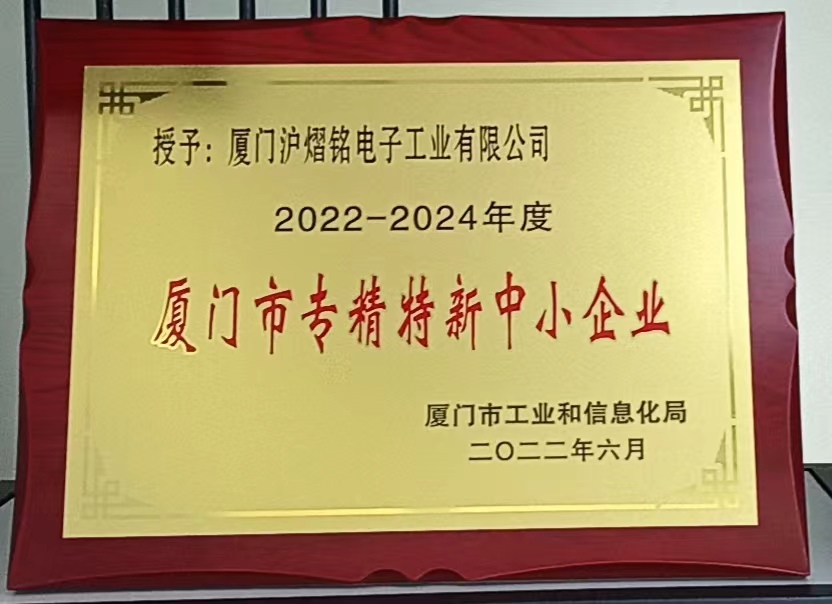 授予：厦门沪熠铭电子工业有限公司
2022-2024年度
厦门市专精特新中小企业
厦门市工业和信息化局
二〇二二年六月